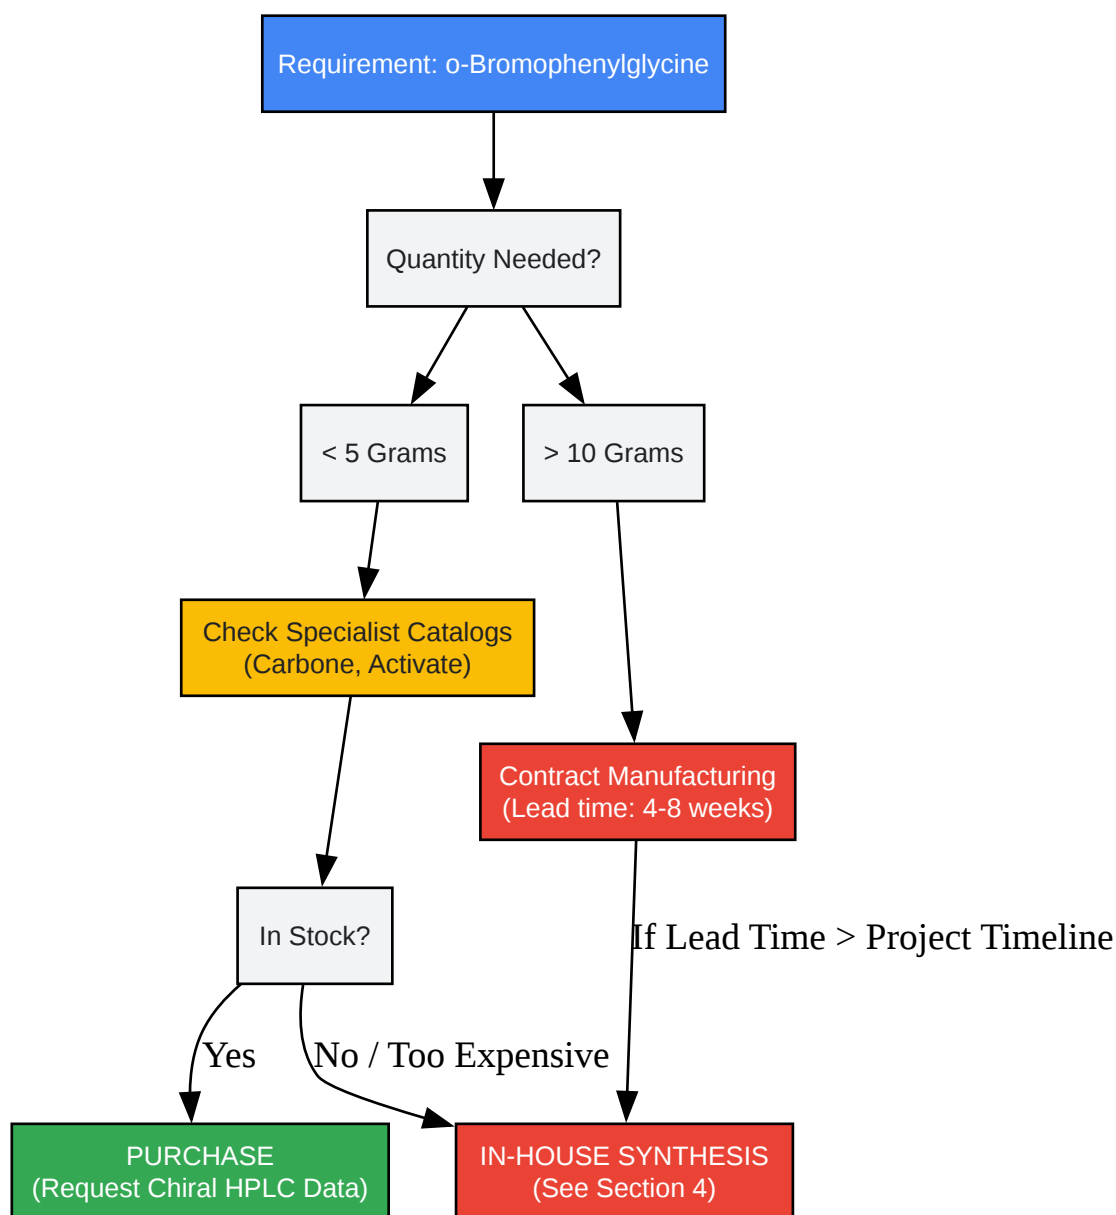 Requirement: o-Bromophenylglycine
Quantity Needed?
< 5 Grams
> 10 Grams
Check Specialist Catalogs
(Carbone, Activate)
Contract Manufacturing
(Lead time: 4-8 weeks)
In Stock?
If Lead Time > Project Timeline
Yes
No / Too Expensive
PURCHASE
(Request Chiral HPLC Data)
IN-HOUSE SYNTHESIS
(See Section 4)